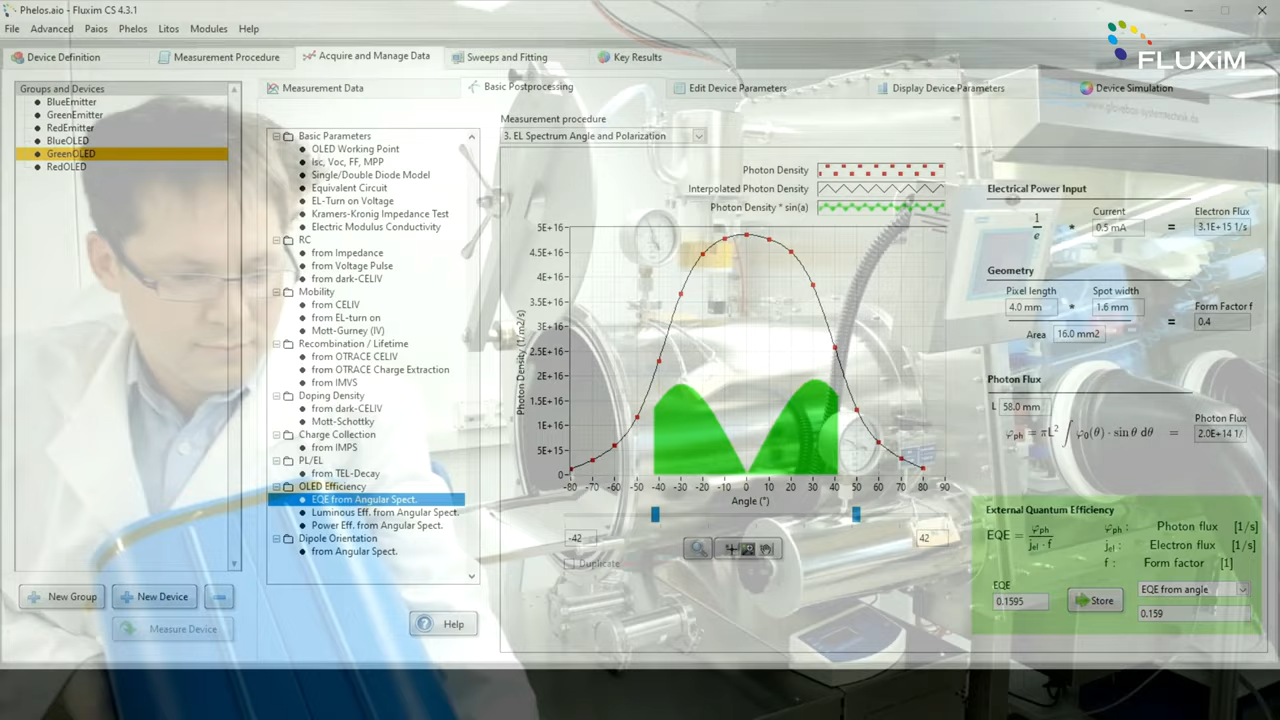 Phelos.aio - Fluxim CS 4.3.1
File Advanced Paios Phelos Litos Modules Help
FLUXiM
Device Definition
Measurement Procedure
Acquire and Manage Data
Sweeps and Fitting
Key Results
Groups and Devices
BlueEmitter
GreenEmitter
RedEmitter
BlueOLED
GreenOLED
RedOLED
New Group
New Device
Measure Device
Measurement Data
Basic Postprocessing
Edit Device Parameters
Display Device Parameters
Device Simulation
Basic Parameters
OLED Working Point
Isc, Voc, FF, MPP
Single/Double Diode Model
Equivalent Circuit
EL-Turn on Voltage
Kramers-Kronig Impedance Test
Electric Modulus Conductivity
RC
from Impedance
from Voltage Pulse
from dark-CELIV
Mobility
from CELIV
from EL-turn on
Mott-Gurney (IV)
Recombination / Lifetime
from OTRACE CELIV
from OTRACE Charge Extraction
from IMVS
Doping Density
from dark-CELIV
Mott-Schottky
Charge Collection
from IMPS
PL/EL
from TEL-Decay
OLED Efficiency
EQE from Angular Spect.
Luminous Eff. from Angular Spect.
Power Eff. from Angular Spect.
Dipole Orientation
from Angular Spect.
Help
Measurement procedure
3. EL Spectrum Angle and Polarization
Photon Density
Interpolated Photon Density
Photon Density * sin(a)
Photon Density (1/m2/s)
5E+16
4.5E+16
4E+16
3.5E+16
3E+16
2.5E+16
2E+16
1.5E+16
1E+16
5E+15
0
-80 -70 -60 -50 -40 -30 -20 -10 0 10 20 30 40 50 60 70 80 90
Angle (°)
-42
42
Duplicate
Electrical Power Input
1/e * Current 0.5 mA = Electron Flux 3.1E+15 1/s
Geometry
Pixel length Spot width
4.0 mm * 1.6 mm
Form Factor f
= 0.4
Area 16.0 mm2
Photon Flux
L 58.0 mm
φph = πL² ∫ φ0(θ) · sin θ dθ = Photon Flux 2.0E+14 1/
External Quantum Efficiency
EQE = φph / (jel · f)
φph : Photon flux [1/s]
jel : Electron flux [1/s]
f : Form factor [1]
EQE
0.1595
Store
EQE from angle
0.159